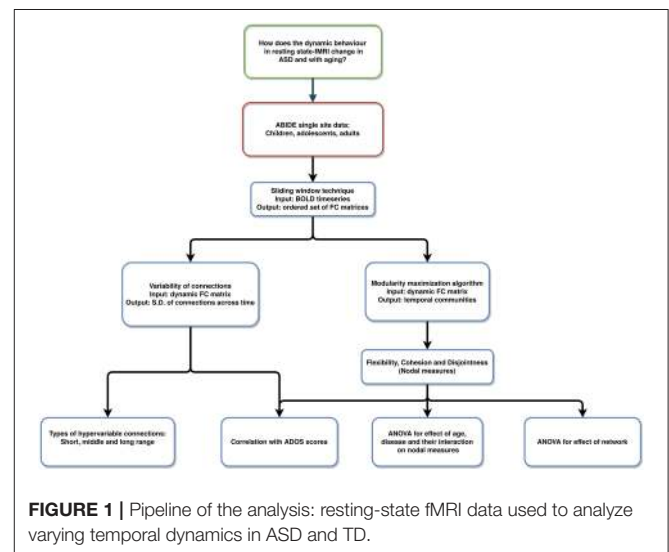 How does the dynamic behaviour
in resting state-fMRI change in
ASD and with aging?
ABIDE single site data:
Children, adolescents, adults
Sliding window technique
Input: BOLD timeseries
Output: ordered set of FC matrices
Variability of connections
Input: dynamic FC matrix
Output: S.D. of connections across time
Modularity maximization algorithm
Input: dynamic FC matrix
Output: temporal communities
Flexibility, Cohesion and Disjointness
(Nodal measures)
Types of hypervariable connections:
Short, middle and long range
Correlation with ADOS scores
ANOVA for effect of age,
disease and their interaction
on nodal measures
ANOVA for effect of network
FIGURE 1 | Pipeline of the analysis: resting-state fMRI data used to analyze
varying temporal dynamics in ASD and TD.